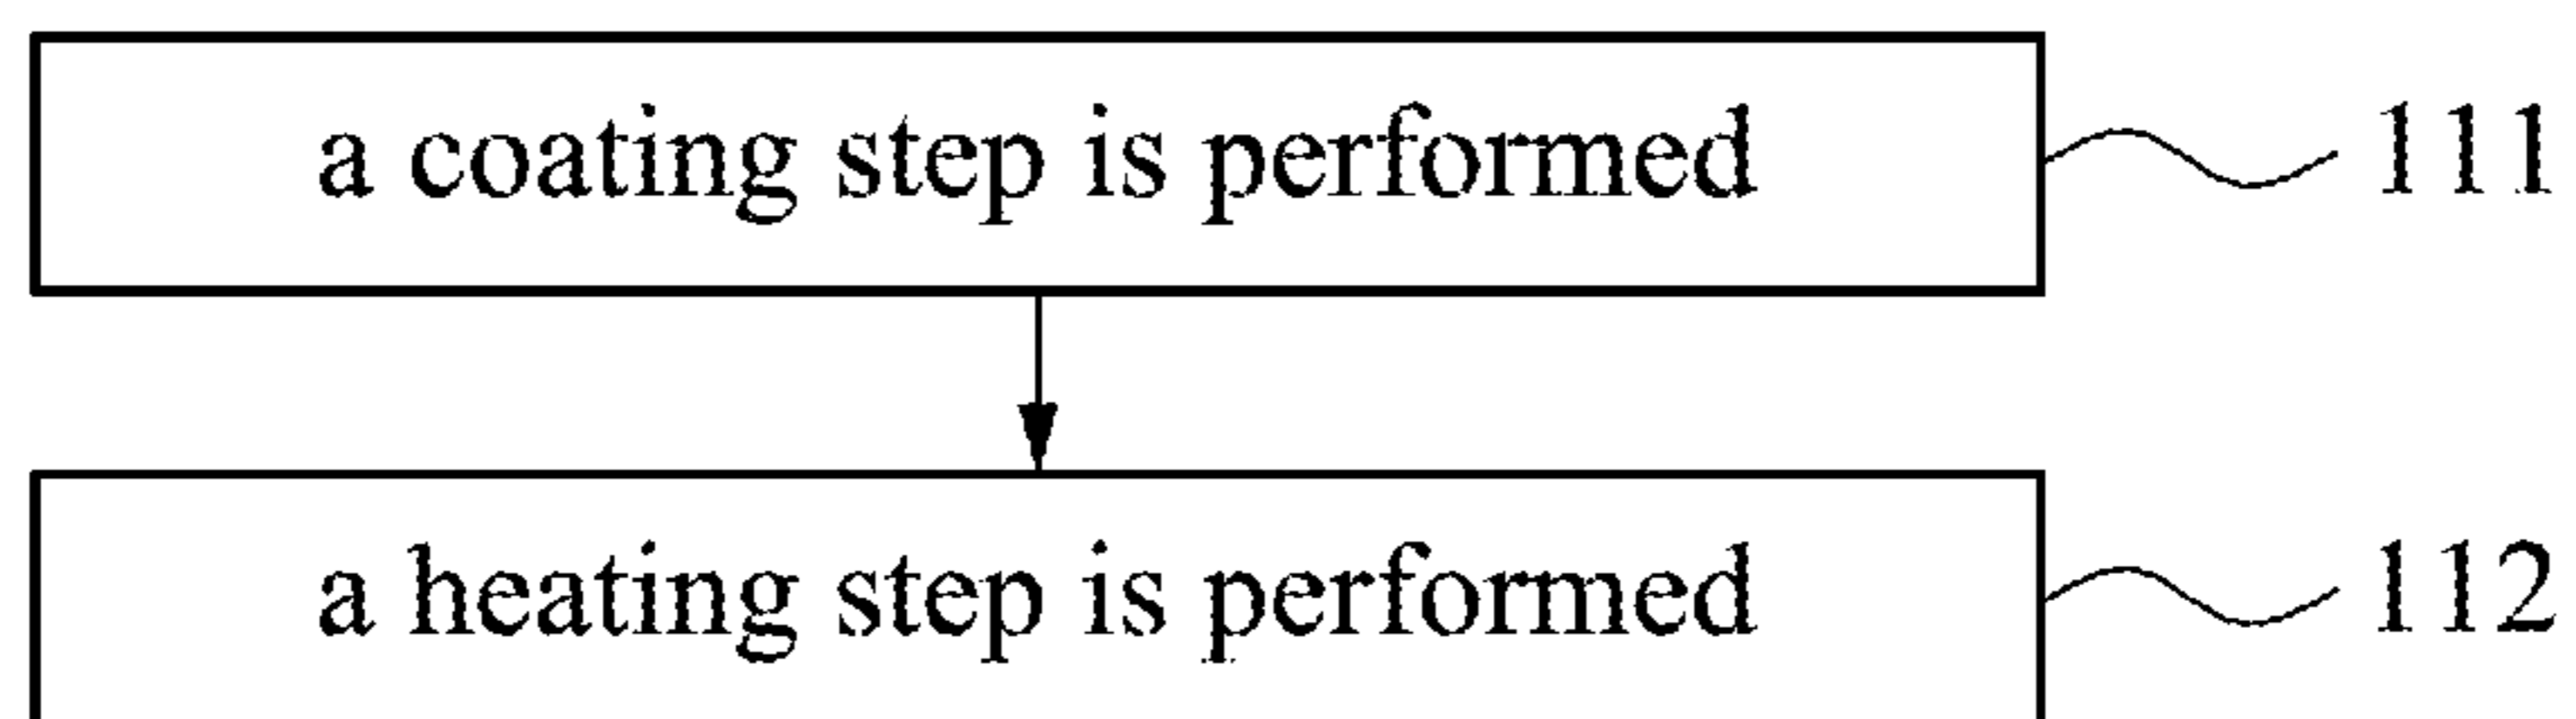 a coating step is performed 111
a heating step is performed 112